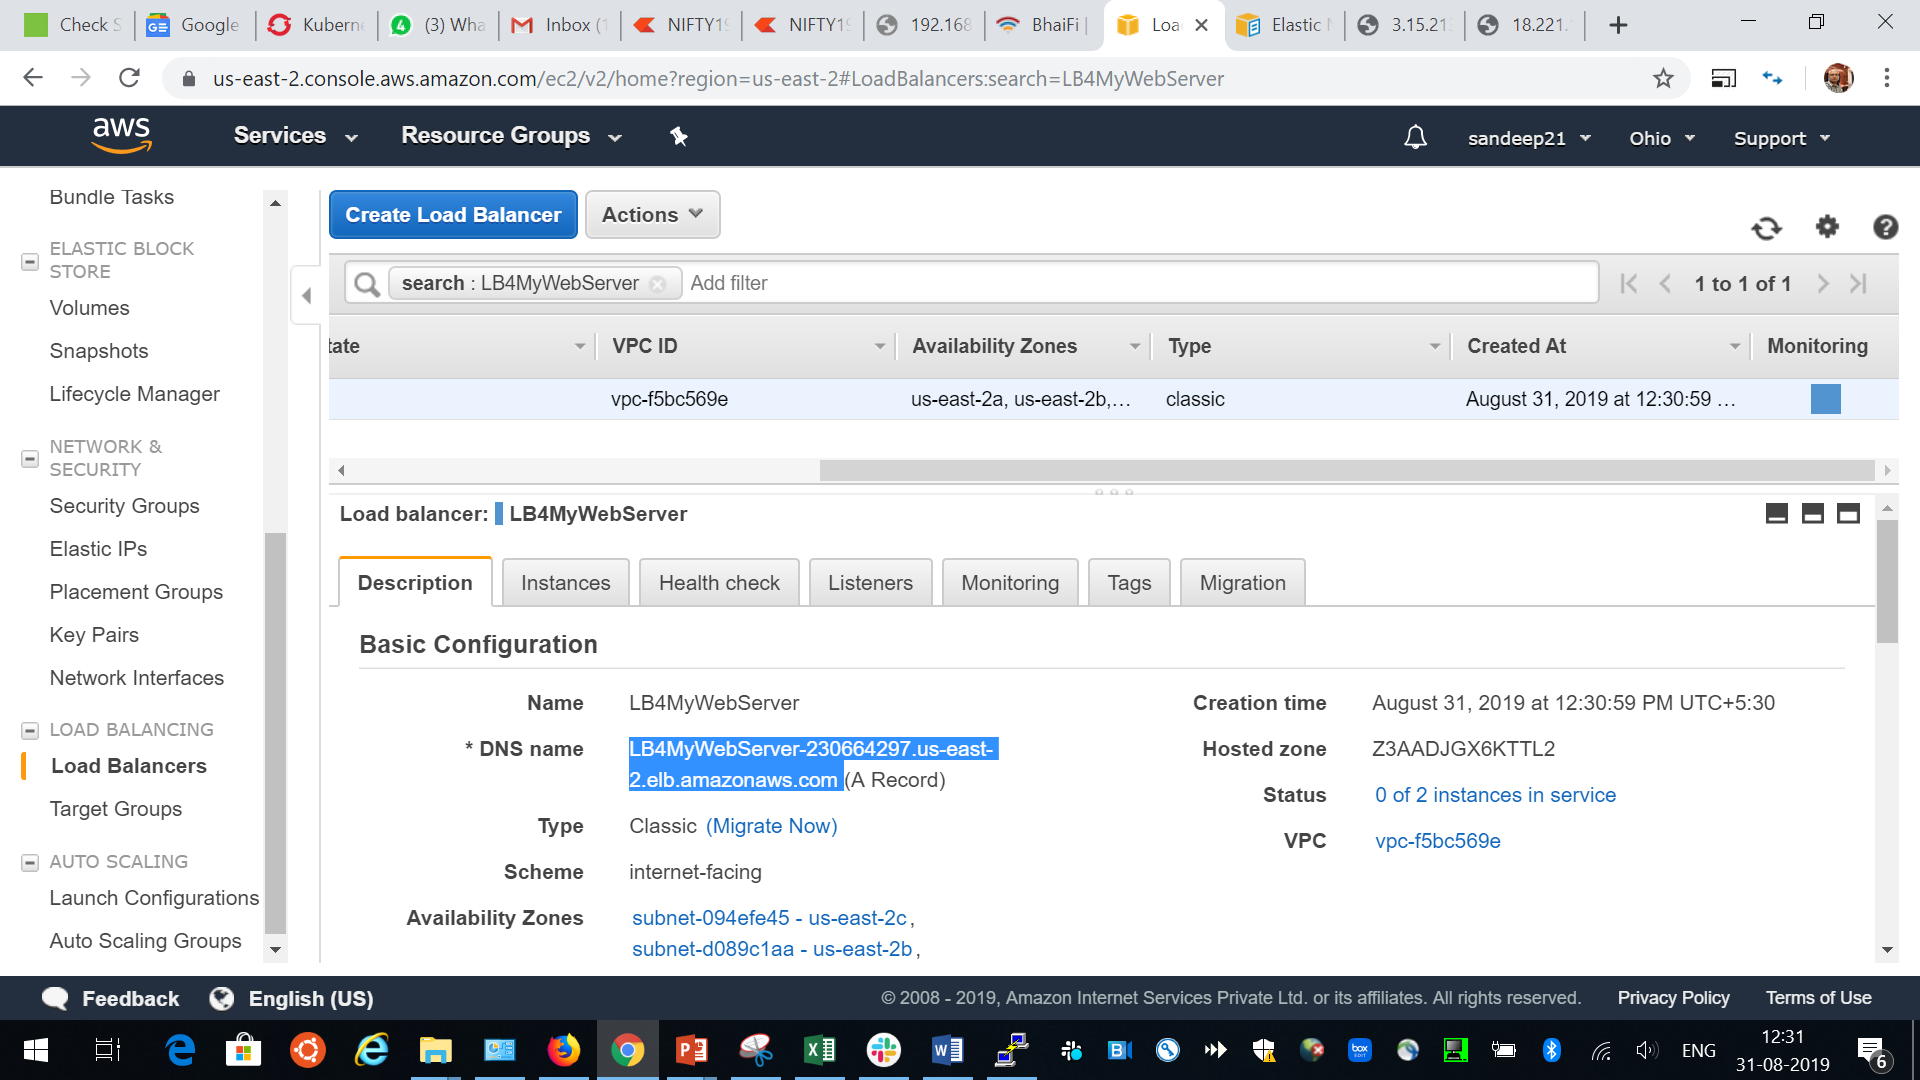 Check S
Google
Kubern
(3) Wha
Inbox (1
NIFTY19
NIFTY19
192.168
BhaiFi |
Loa
Elastic
3.15.21
18.221.
us-east-2.console.aws.amazon.com/ec2/v2/home?region=us-east-2#LoadBalancers:search=LB4MyWebServer
aws
Services
Resource Groups
sandeep21
Ohio
Support
Bundle Tasks
ELASTIC BLOCK
STORE
Volumes
Snapshots
Lifecycle Manager
NETWORK &
SECURITY
Security Groups
Elastic IPs
Placement Groups
Key Pairs
Network Interfaces
LOAD BALANCING
Load Balancers
Target Groups
AUTO SCALING
Launch Configurations
Auto Scaling Groups
Create Load Balancer
Actions
search : LB4MyWebServer
Add filter
1 to 1 of 1
tate
VPC ID
Availability Zones
Type
Created At
Monitoring
vpc-f5bc569e
us-east-2a, us-east-2b,...
classic
August 31, 2019 at 12:30:59 ...
Load balancer:
LB4MyWebServer
Description
Instances
Health check
Listeners
Monitoring
Tags
Migration
Basic Configuration
Name
LB4MyWebServer
* DNS name
LB4MyWebServer-230664297.us-east-
2.elb.amazonaws.com (A Record)
Type
Classic (Migrate Now)
Scheme
internet-facing
Availability Zones
subnet-094efe45 - us-east-2c,
subnet-d089c1aa - us-east-2b,
Creation time
August 31, 2019 at 12:30:59 PM UTC+5:30
Hosted zone
Z3AADJGX6KTTL2
Status
0 of 2 instances in service
VPC
vpc-f5bc569e
Feedback
English (US)
© 2008 - 2019, Amazon Internet Services Private Ltd. or its affiliates. All rights reserved.
Privacy Policy
Terms of Use
ENG
12:31
31-08-2019
6